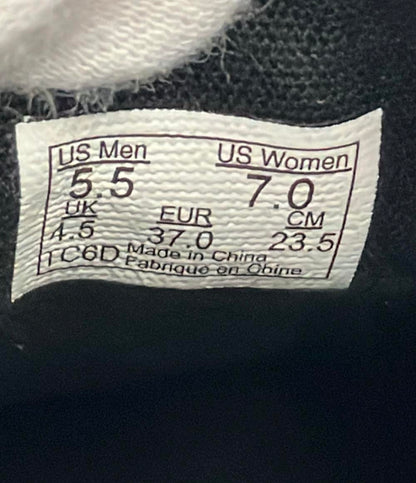 US Men US Women
5.5 7.0
UK EUR CM
4.5 37.0 23.5
TC6D Made in China
Fabriqué en Chine